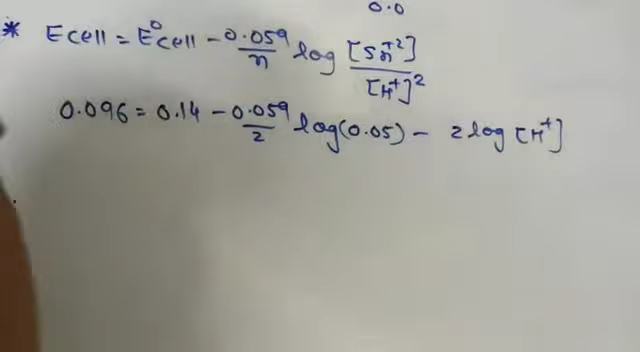 0.0
* Ecell = E°cell - 0.059/n log [Sn⁺²]/[H⁺]²
0.096 = 0.14 - 0.059/2 log(0.05) - 2 log [H⁺]